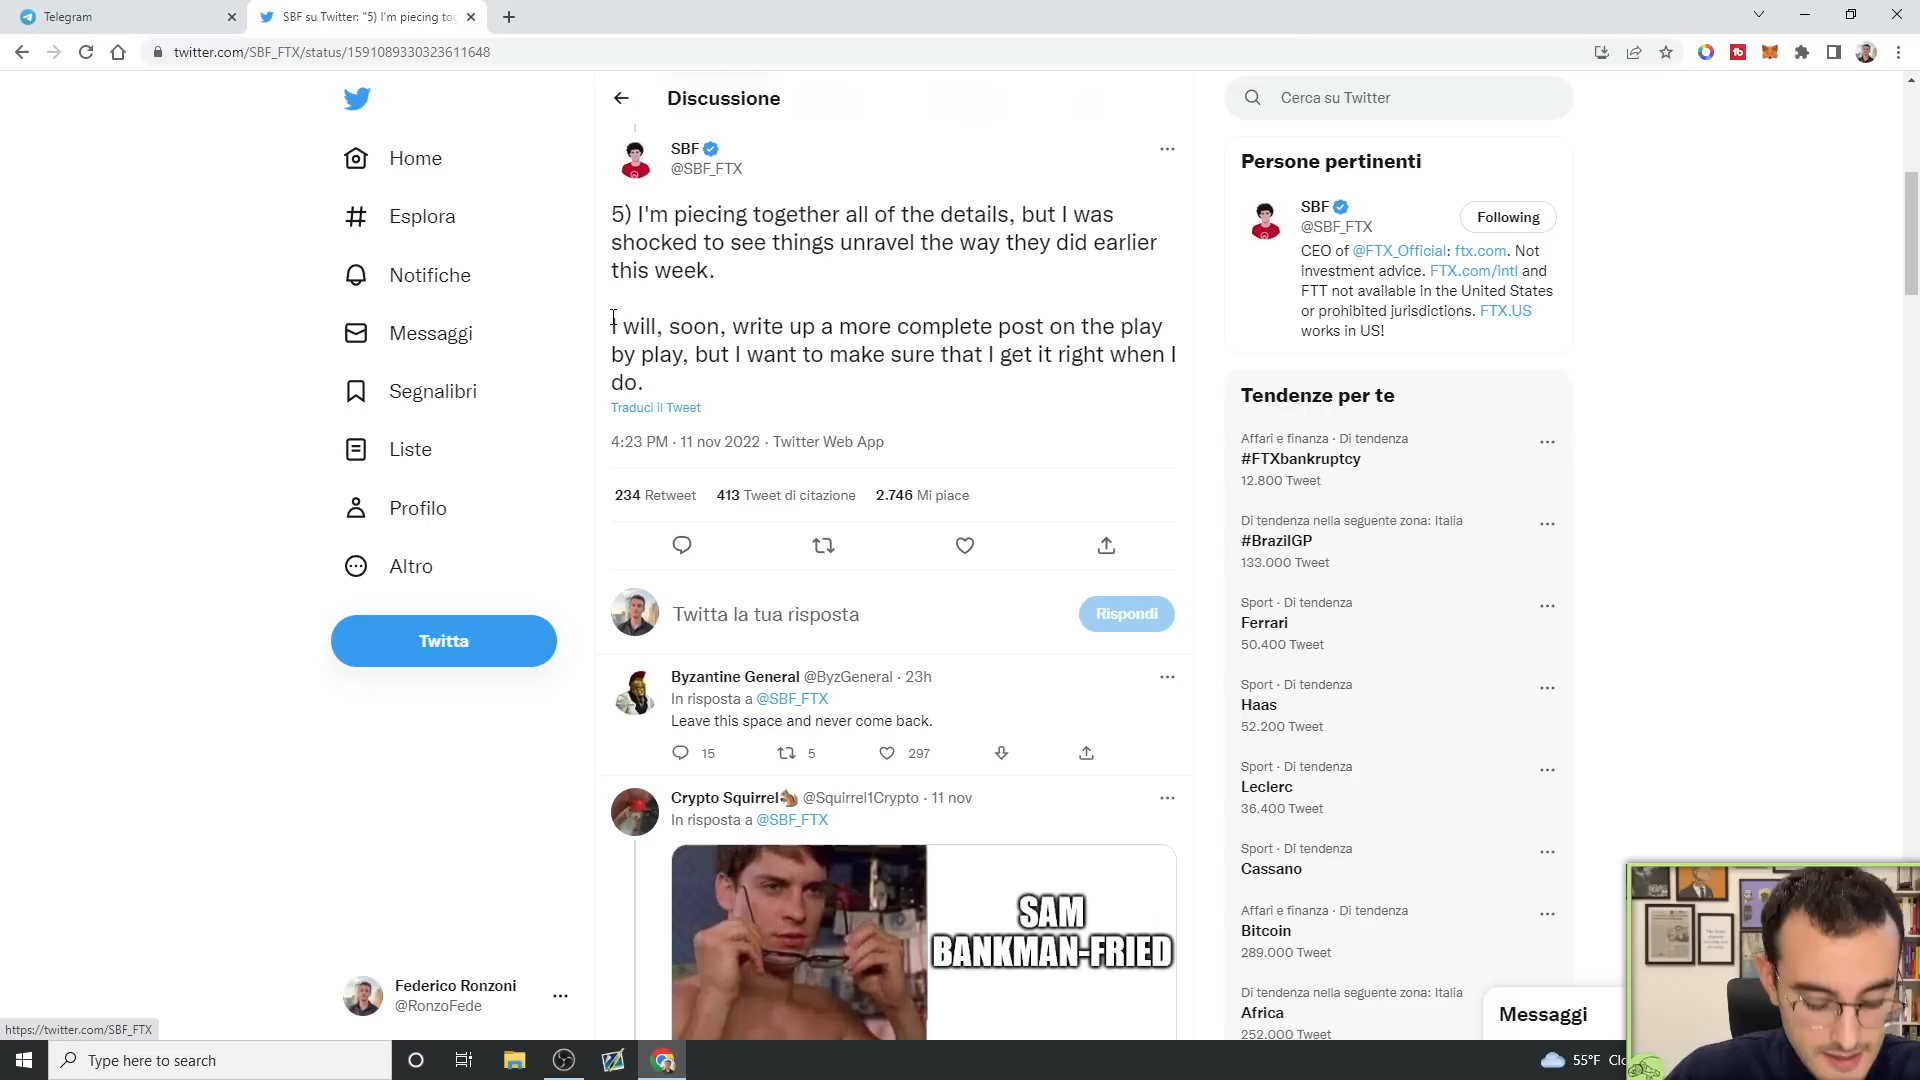 Telegram
SBF su Twitter: "5) I'm piecing tog
twitter.com/SBF_FTX/status/1591089330323611648
Home
Esplora
Notifiche
Messaggi
Segnalibri
Liste
Profilo
Altro
Twitta
Federico Ronzoni
@RonzoFede
https://twitter.com/SBF_FTX
Discussione
SBF
@SBF_FTX
5) I'm piecing together all of the details, but I was
shocked to see things unravel the way they did earlier
this week.
I will, soon, write up a more complete post on the play
by play, but I want to make sure that I get it right when I
do.
Traduci il Tweet
4:23 PM · 11 nov 2022 · Twitter Web App
234 Retweet 413 Tweet di citazione 2.746 Mi piace
Twitta la tua risposta
Rispondi
Byzantine General @ByzGeneral · 23h
In risposta a @SBF_FTX
Leave this space and never come back.
15 5 297
Crypto Squirrel @Squirrel1Crypto · 11 nov
In risposta a @SBF_FTX
SAM
BANKMAN-FRIED
Cerca su Twitter
Persone pertinenti
SBF
@SBF_FTX
Following
CEO of @FTX_Official: ftx.com. Not
investment advice. FTX.com/intl and
FTT not available in the United States
or prohibited jurisdictions. FTX.US
works in US!
Tendenze per te
Affari e finanza · Di tendenza
#FTXbankruptcy
12.800 Tweet
Di tendenza nella seguente zona: Italia
#BrazilGP
133.000 Tweet
Sport · Di tendenza
Ferrari
50.400 Tweet
Sport · Di tendenza
Haas
52.200 Tweet
Sport · Di tendenza
Leclerc
36.400 Tweet
Sport · Di tendenza
Cassano
Affari e finanza · Di tendenza
Bitcoin
289.000 Tweet
Di tendenza nella seguente zona: Italia
Africa
252.000 Tweet
Messaggi
Type here to search
55°F Clo